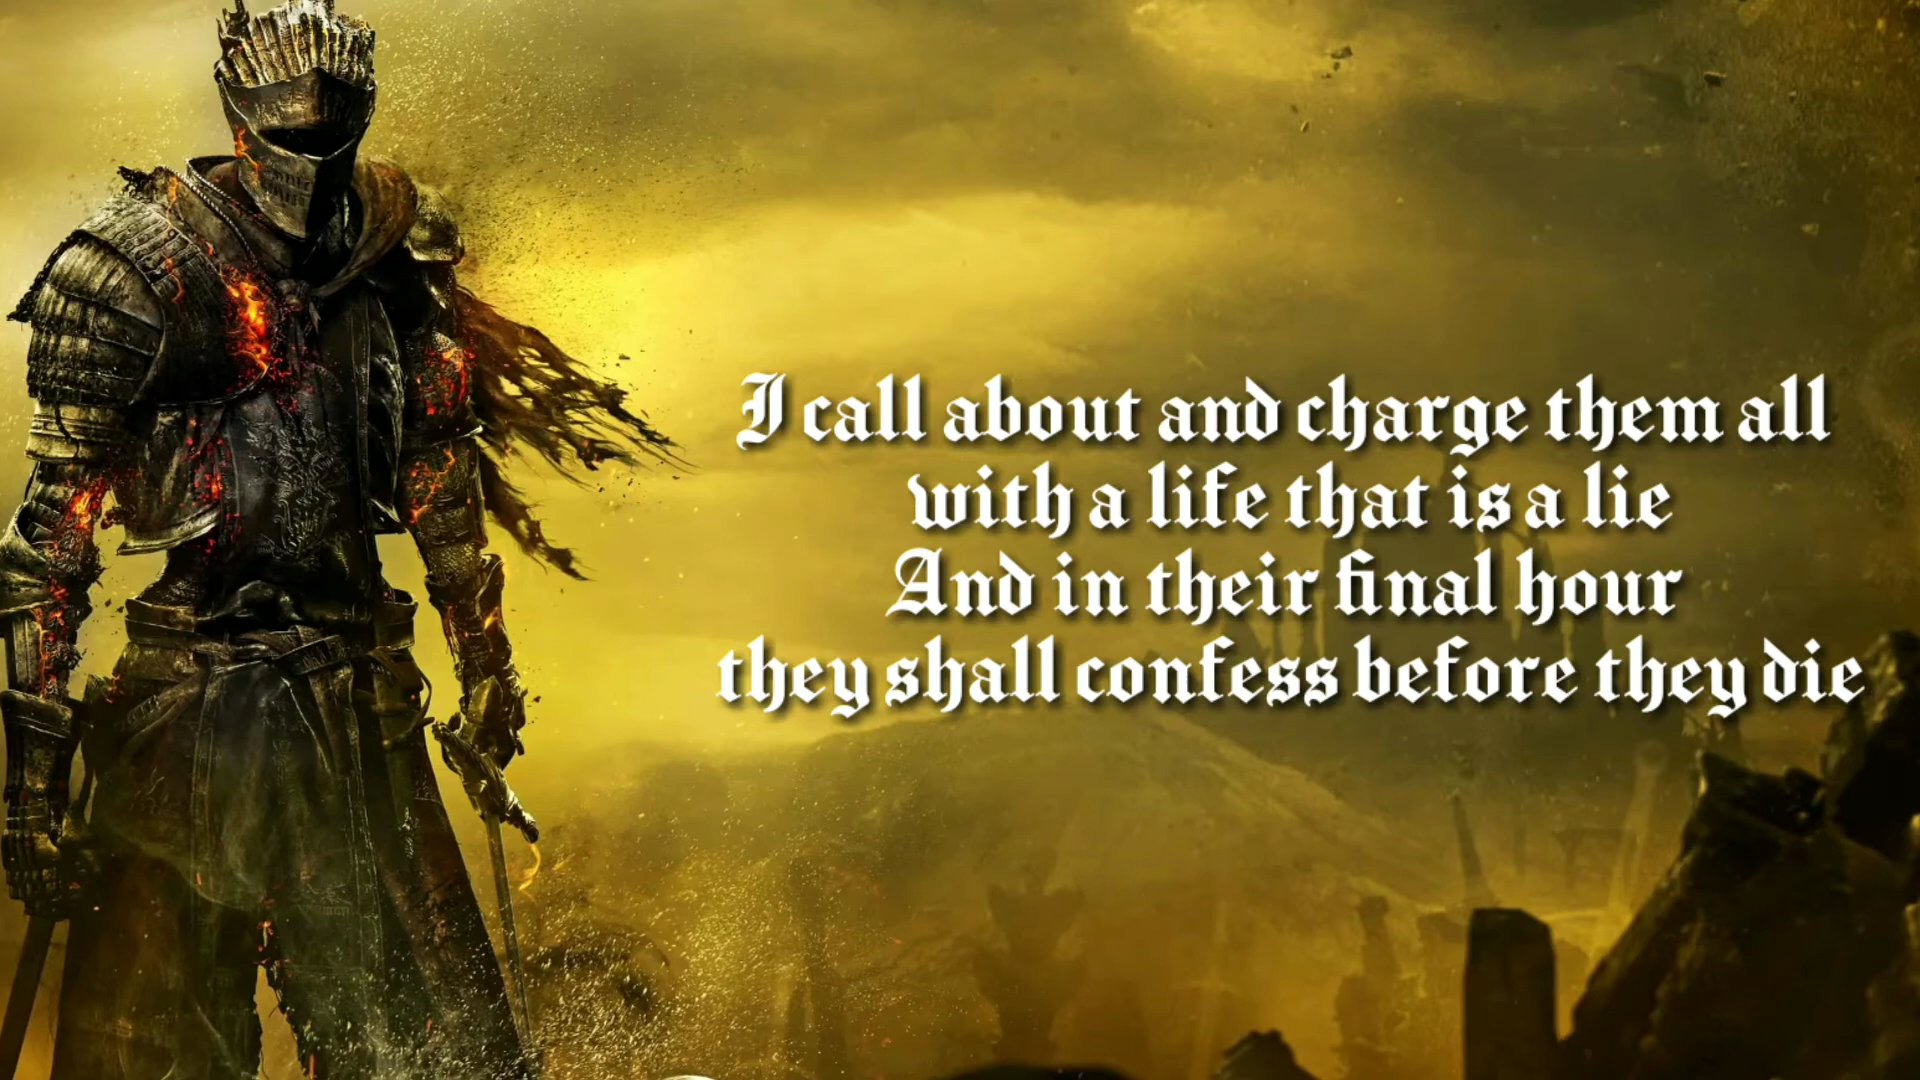 I call about and charge them all
with a life that is a lie
And in their final hour
they shall confess before they die